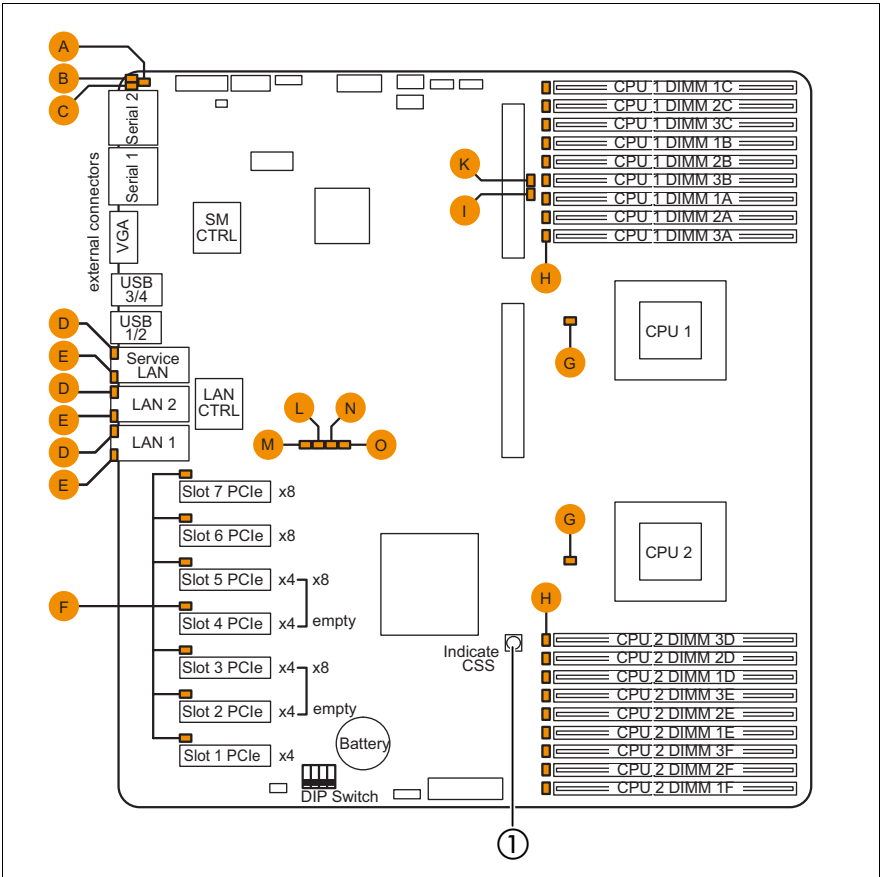 A
B
C
Serial 2
Serial 1
external connectors
VGA
USB
3/4
USB
1/2
D
E
D
E
D
E
Service
LAN
LAN 2
LAN 1
SM
CTRL
LAN
CTRL
K
I
CPU 1 DIMM 1C
CPU 1 DIMM 2C
CPU 1 DIMM 3C
CPU 1 DIMM 1B
CPU 1 DIMM 2B
CPU 1 DIMM 3B
CPU 1 DIMM 1A
CPU 1 DIMM 2A
CPU 1 DIMM 3A
H
CPU 1
G
L
N
M
O
Slot 7 PCIe x8
Slot 6 PCIe x8
Slot 5 PCIe x4 x8
F
Slot 4 PCIe x4 empty
Slot 3 PCIe x4 x8
Slot 2 PCIe x4 empty
Slot 1 PCIe x4
G
CPU 2
H
Indicate
CSS
CPU 2 DIMM 3D
CPU 2 DIMM 2D
CPU 2 DIMM 1D
CPU 2 DIMM 3E
CPU 2 DIMM 2E
CPU 2 DIMM 1E
CPU 2 DIMM 3F
CPU 2 DIMM 2F
CPU 2 DIMM 1F
Battery
DIP Switch
①